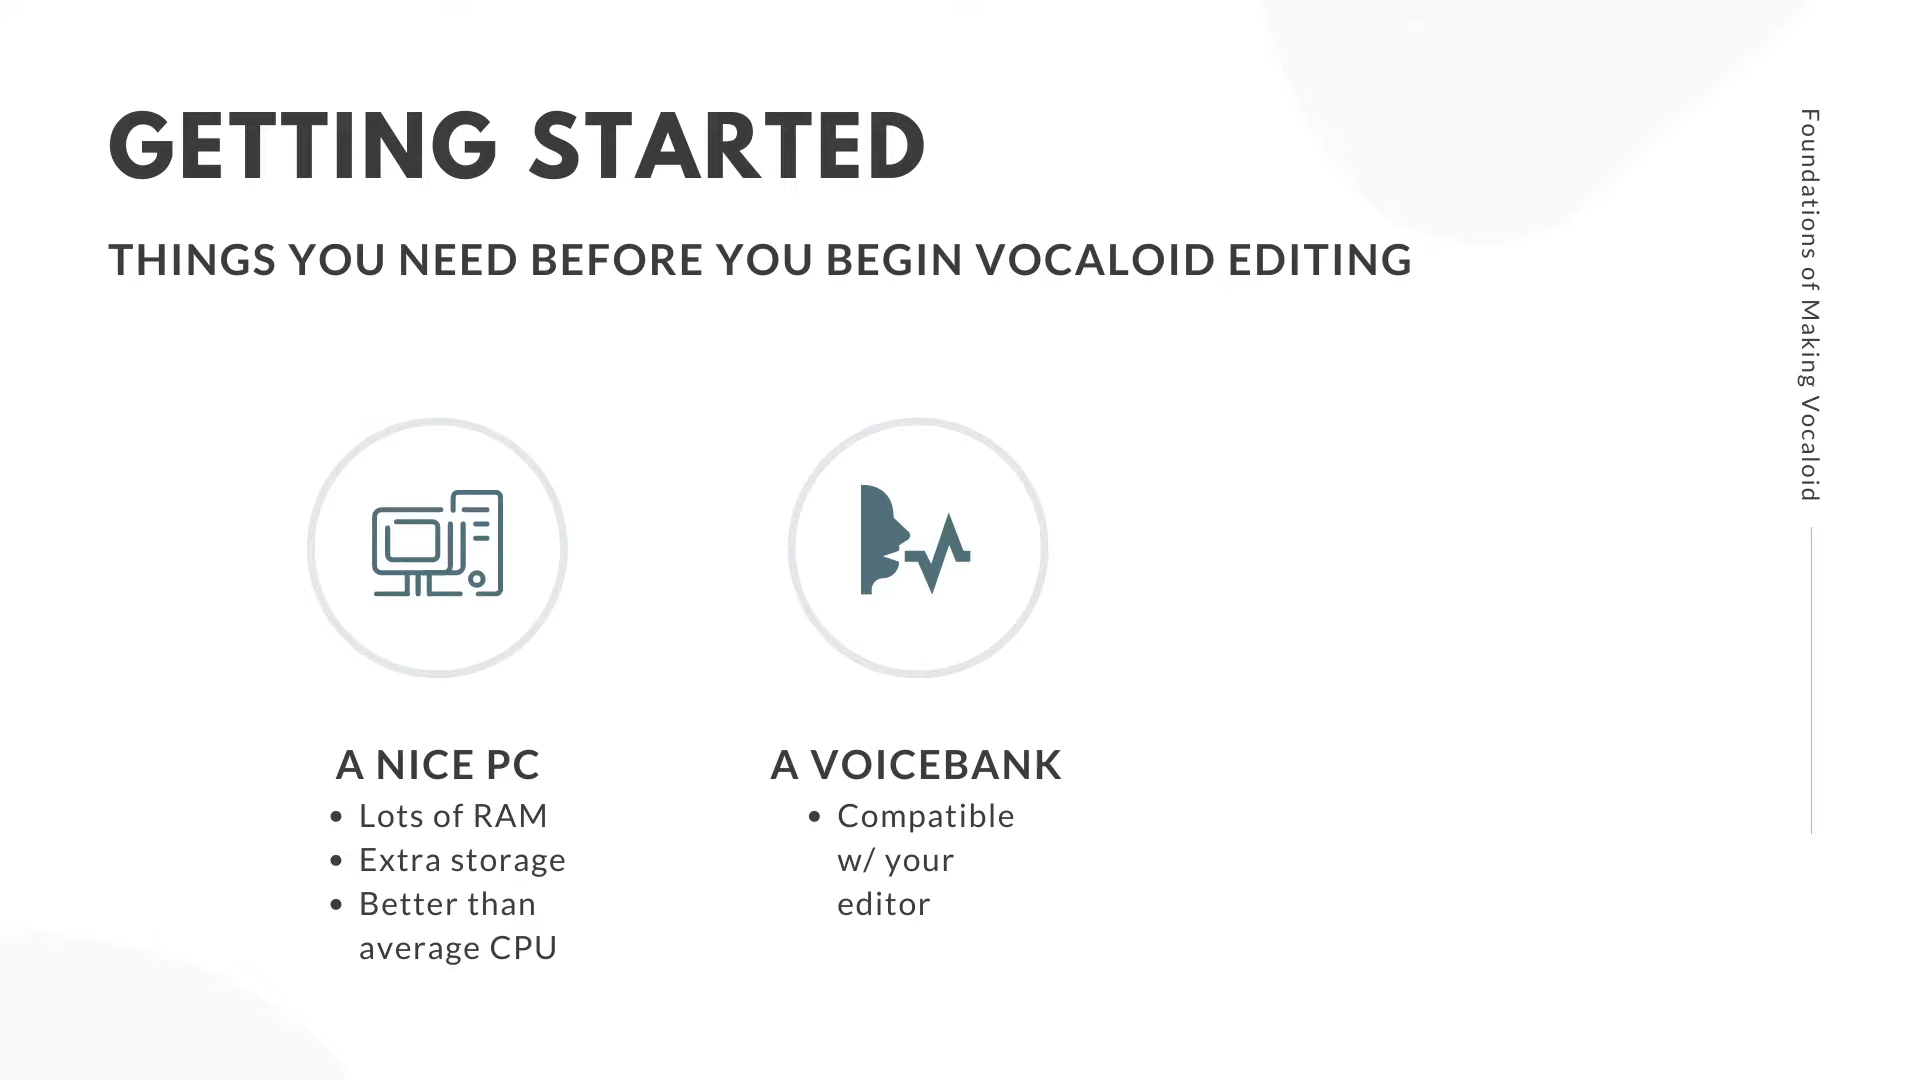 GETTING STARTED
THINGS YOU NEED BEFORE YOU BEGIN VOCALOID EDITING
A NICE PC
• Lots of RAM
• Extra storage
• Better than
average CPU
A VOICEBANK
• Compatible
w/ your
editor
Foundations of Making Vocaloid